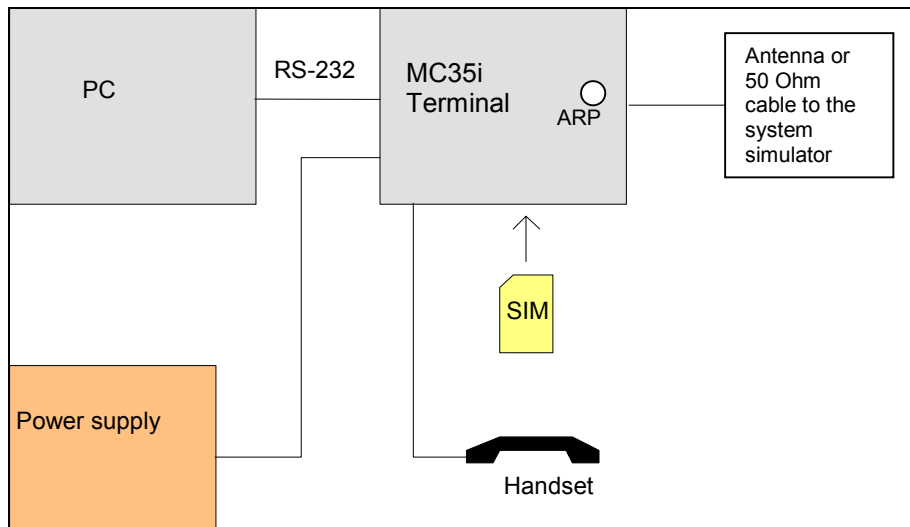 PC
RS-232
MC35i
Terminal
ARP
Antenna or
50 Ohm
cable to the
system
simulator
SIM
Power supply
Handset